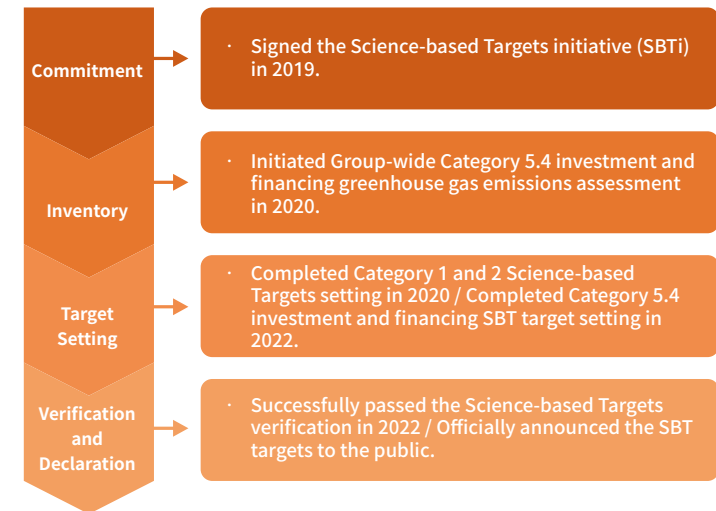 Commitment
· Signed the Science-based Targets initiative (SBTi)
in 2019.
Inventory
· Initiated Group-wide Category 5.4 investment and
financing greenhouse gas emissions assessment
in 2020.
Target
Setting
· Completed Category 1 and 2 Science-based
Targets setting in 2020 / Completed Category 5.4
investment and financing SBT target setting in
2022.
Verification
and
Declaration
· Successfully passed the Science-based Targets
verification in 2022 / Officially announced the SBT
targets to the public.